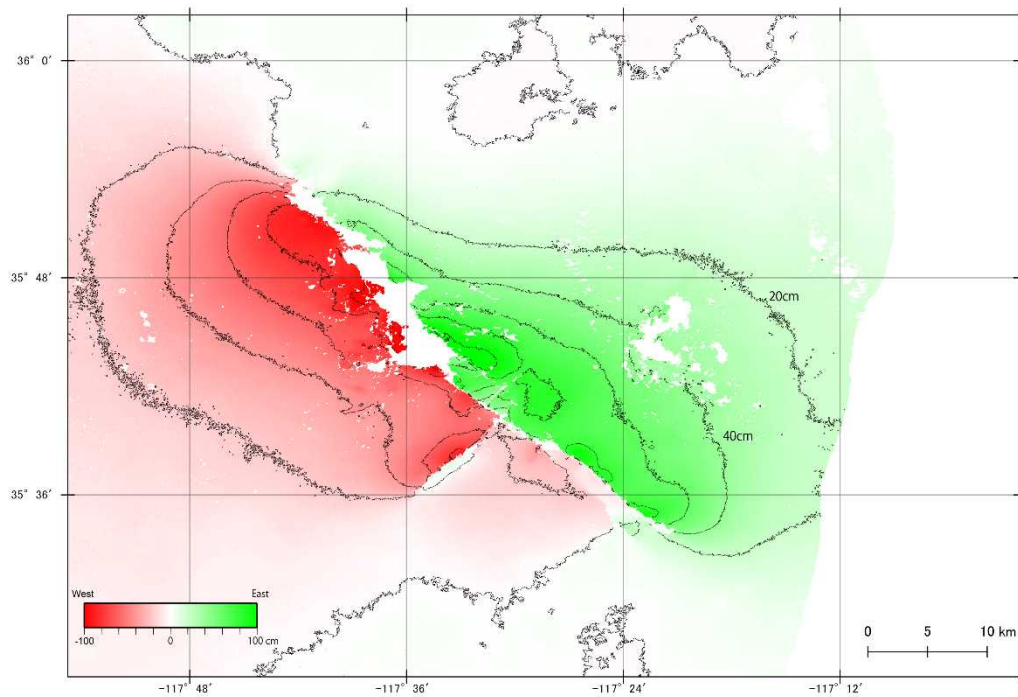 36° 0′
35° 48′
20cm
40cm
35° 36′
West East
-100 0 100 cm
0 5 10 km
-117° 48′ -117° 36′ -117° 24′ -117° 12′